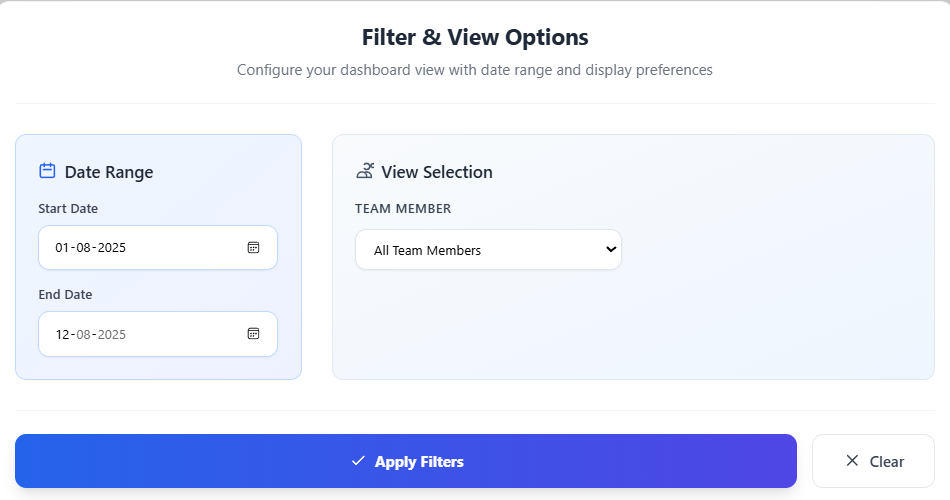 Filter & View Options
Configure your dashboard view with date range and display preferences
Date Range
Start Date
01-08-2025
End Date
12-08-2025
View Selection
TEAM MEMBER
All Team Members
Apply Filters
Clear